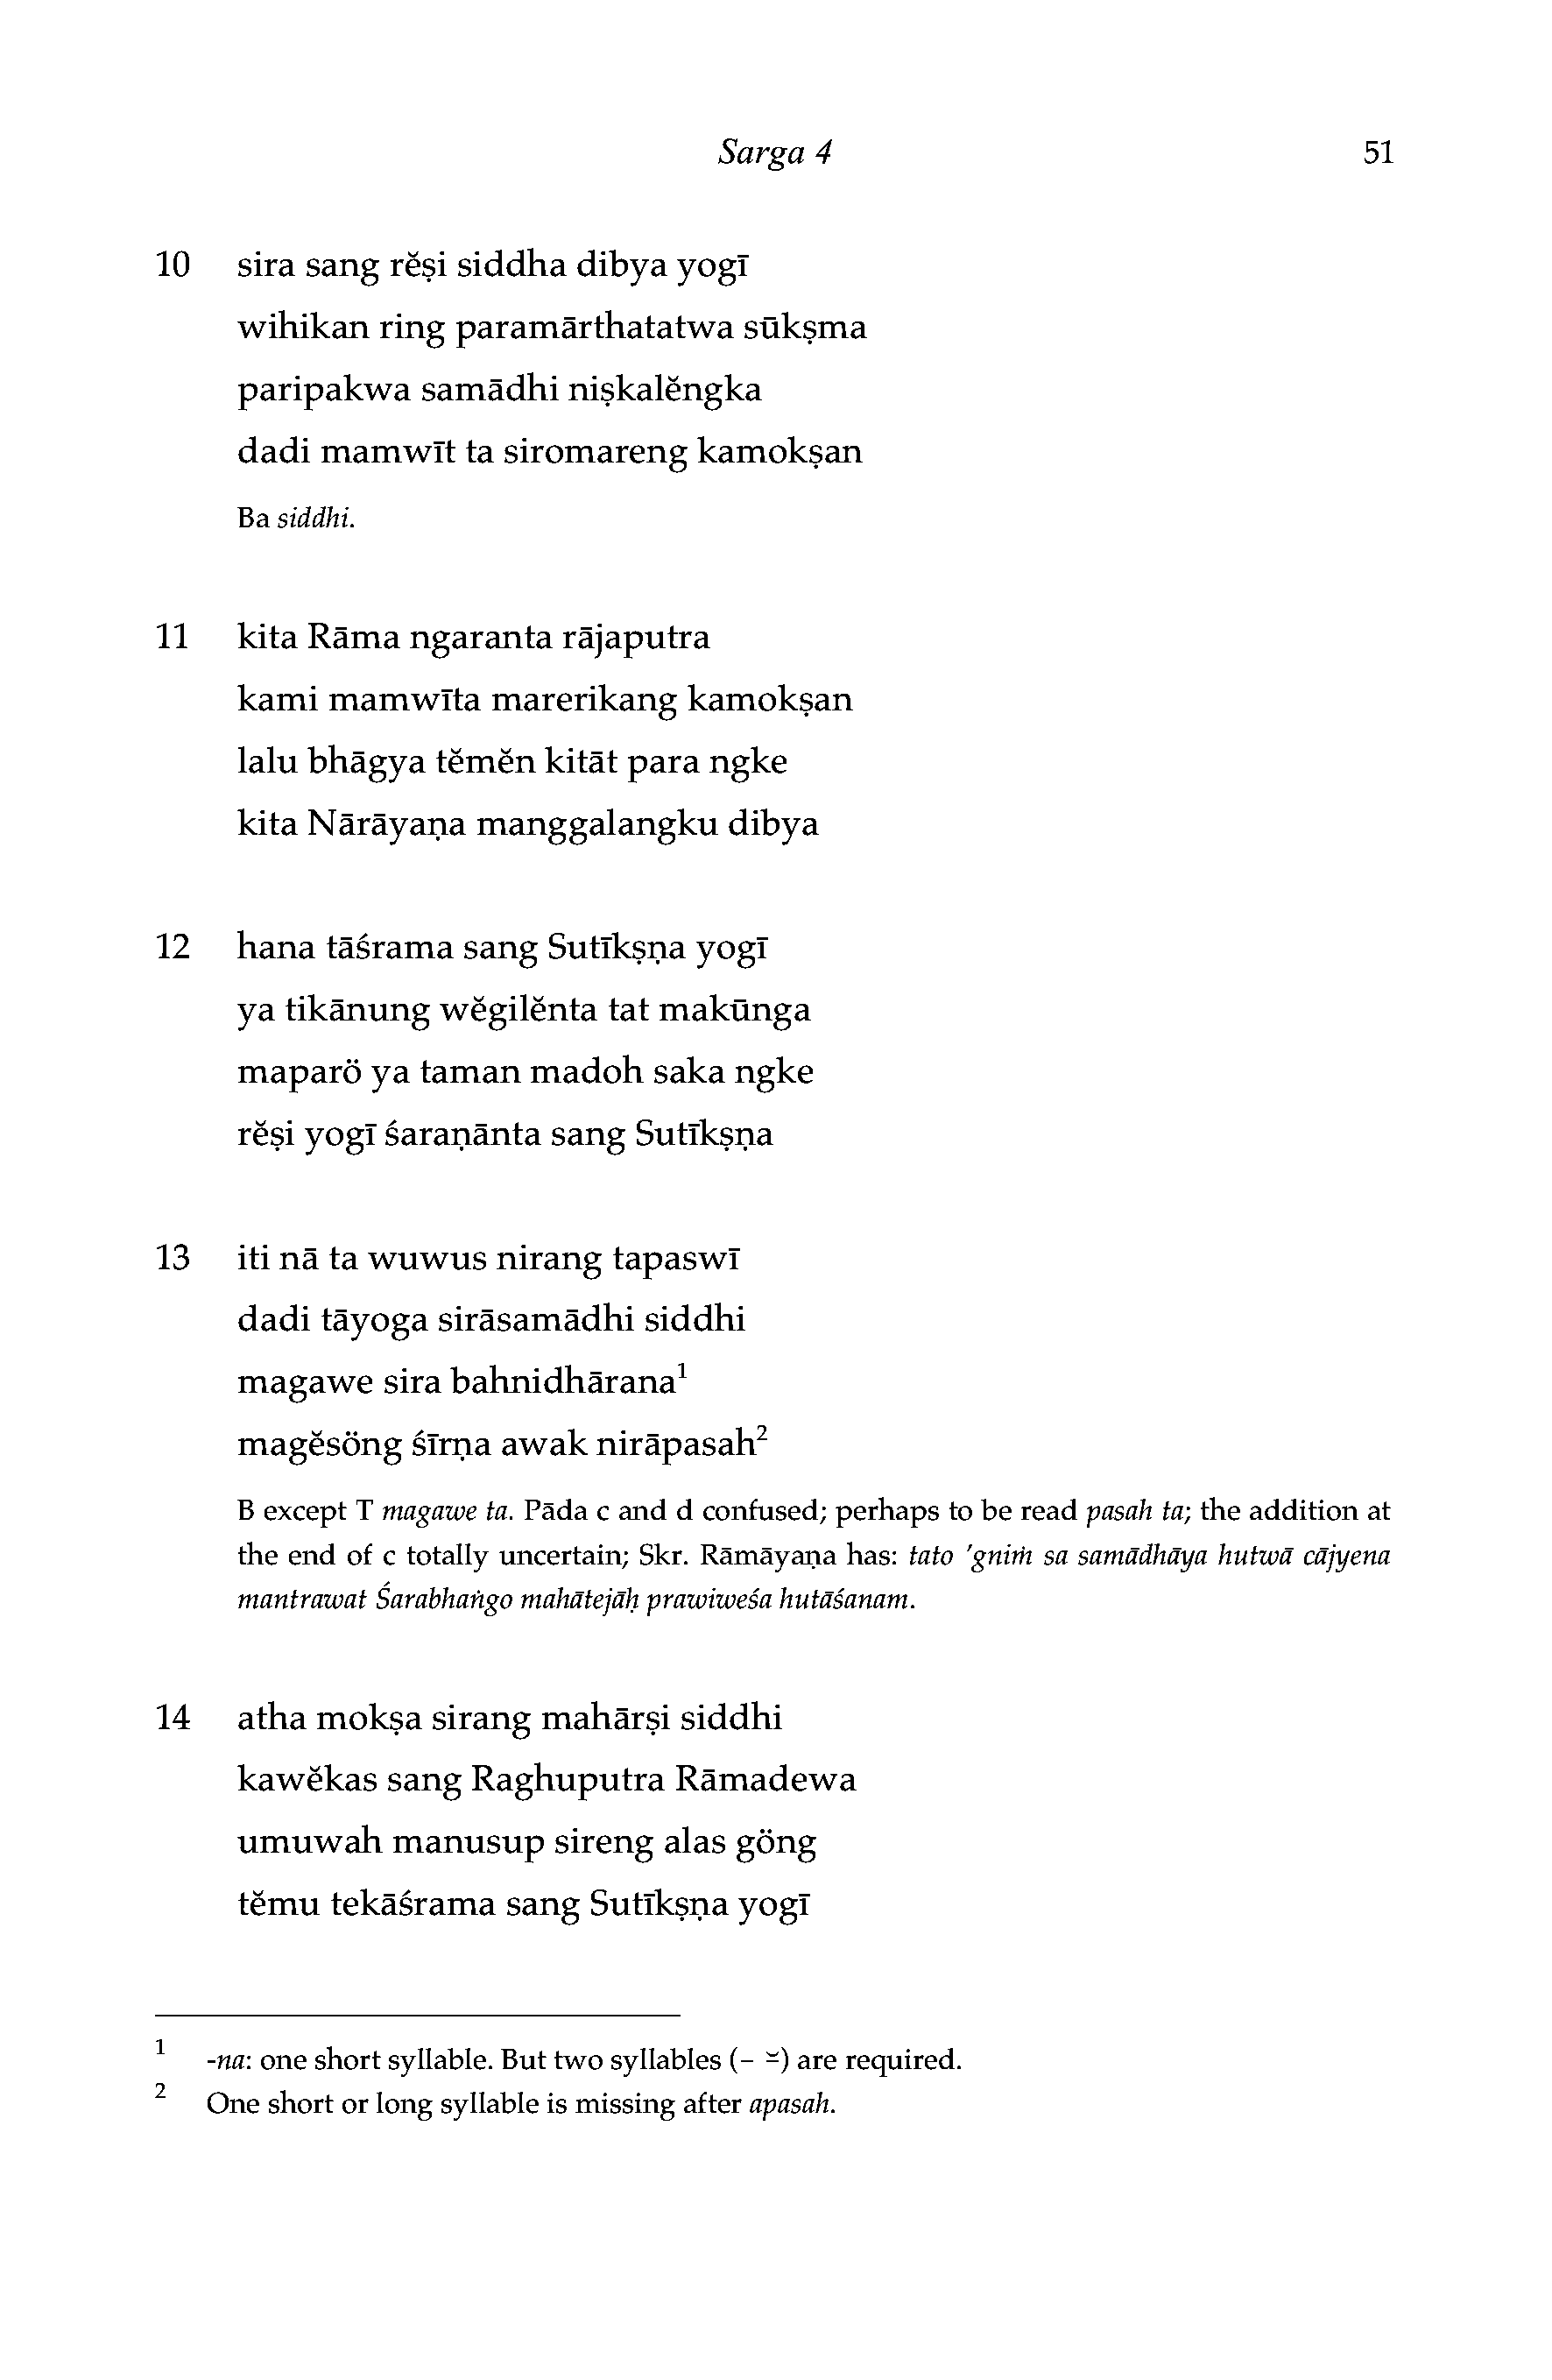 Sarga 4 51
10 sira sang rĕṣi siddha dibya yogī
wihikan ring paramārthatatwa sūkṣma
paripakwa samādhi niṣkalĕngka
dadi mamwīt ta siromareng kamokṣan
Ba siddhi.
11 kita Rāma ngaranta rājaputra
kami mamwīta marerikang kamokṣan
lalu bhāgya tĕmĕn kitāt para ngke
kita Nārāyaṇa manggalangku dibya
12 hana tāśrama sang Sutīkṣṇa yogī
ya tikānung wĕgilĕnta tat makūnga
maparö ya taman madoh saka ngke
rĕṣi yogī śaraṇānta sang Sutīkṣṇa
13 iti nā ta wuwus nirang tapaswī
dadi tāyoga sirāsamādhi siddhi
magawe sira bahnidhārana¹
magĕsöng śīrṇa awak nirāpasah²
B except T magawe ta. Pāda c and d confused; perhaps to be read pasah ta; the addition at
the end of c totally uncertain; Skr. Rāmāyaṇa has: tato 'gniṁ sa samādhāya hutwā cājyena
mantrawat Śarabhaṅgo mahātejāḥ prawiweśa hutāśanam.
14 atha mokṣa sirang mahārṣi siddhi
kawĕkas sang Raghuputra Rāmadewa
umuwah manusup sireng alas göng
tĕmu tekāśrama sang Sutīkṣṇa yogī
1 -na: one short syllable. But two syllables (– ⏓) are required.
2 One short or long syllable is missing after apasah.